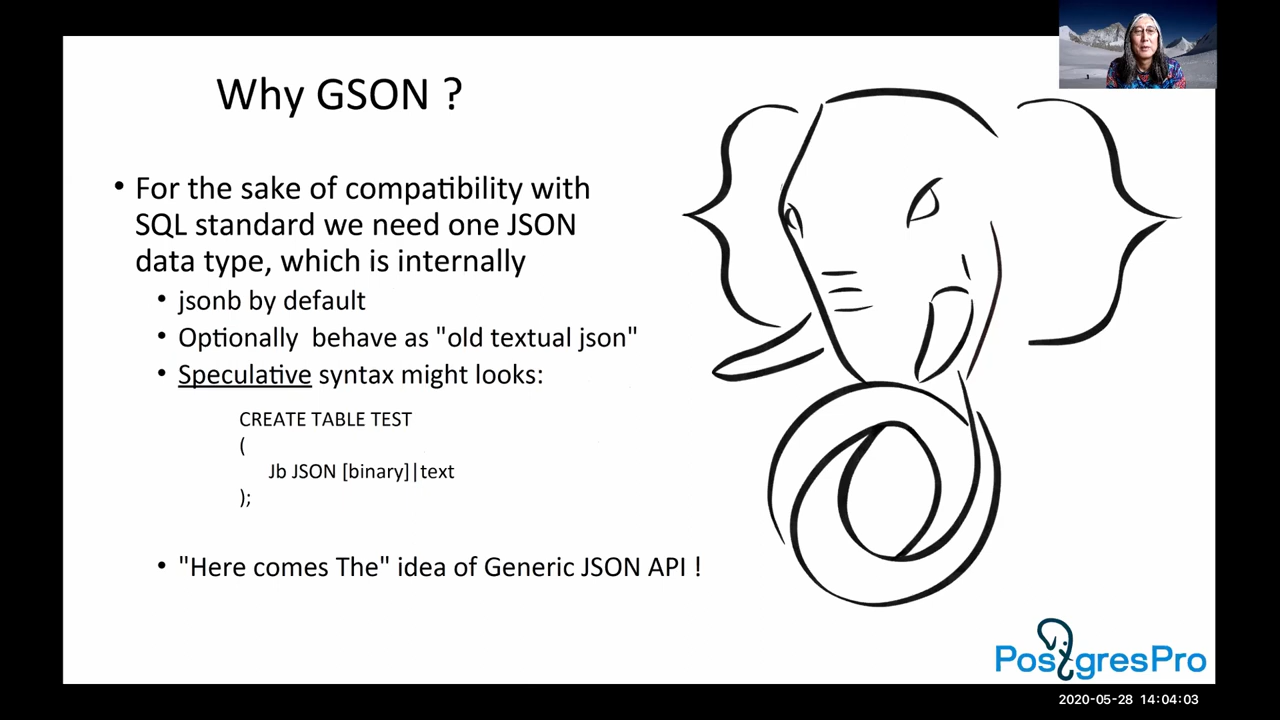 Why GSON ?
• For the sake of compatibility with
SQL standard we need one JSON
data type, which is internally
• jsonb by default
• Optionally  behave as "old textual json"
• Speculative syntax might looks:
CREATE TABLE TEST
(
Jb JSON [binary]|text
);
• "Here comes The" idea of Generic JSON API !
PostgresPro
2020-05-28 14:04:03